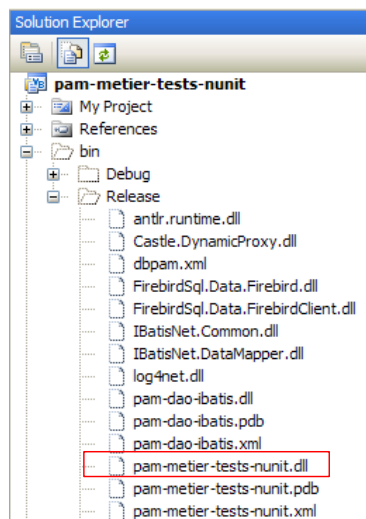 Solution Explorer
pam-metier-tests-nunit
My Project
References
bin
Debug
Release
antlr.runtime.dll
Castle.DynamicProxy.dll
dbpam.xml
FirebirdSql.Data.Firebird.dll
FirebirdSql.Data.FirebirdClient.dll
IBatisNet.Common.dll
IBatisNet.DataMapper.dll
log4net.dll
pam-dao-ibatis.dll
pam-dao-ibatis.pdb
pam-dao-ibatis.xml
pam-metier-tests-nunit.dll
pam-metier-tests-nunit.pdb
pam-metier-tests-nunit.xml